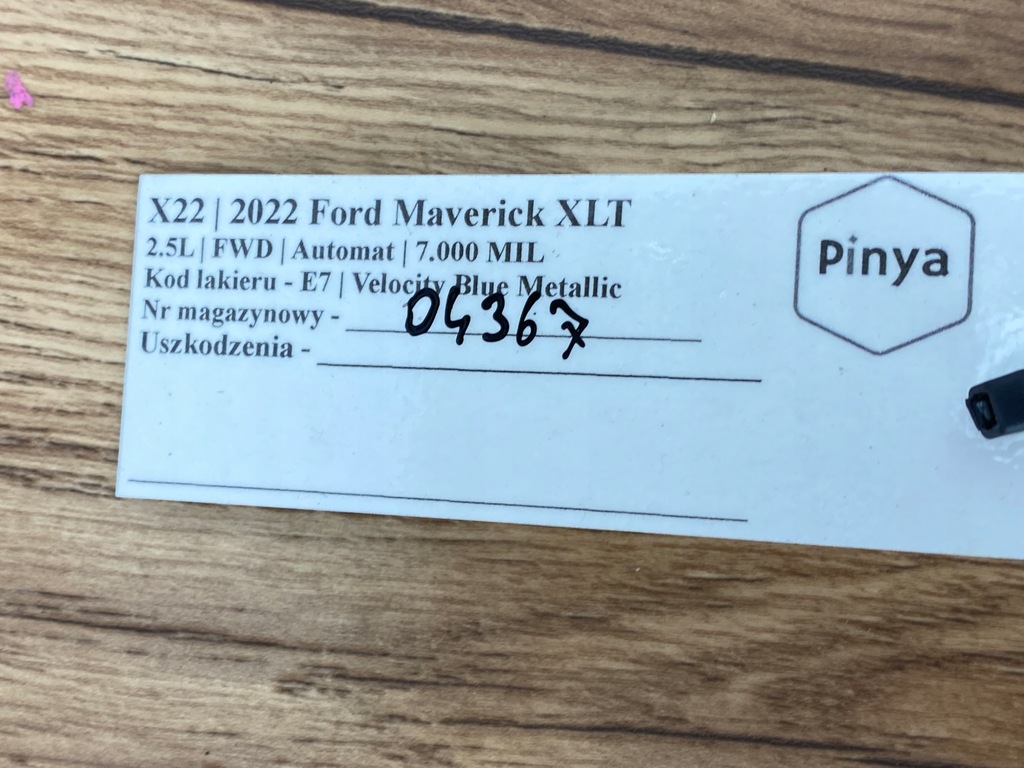 X22 | 2022 Ford Maverick XLT
2.5L | FWD | Automat | 7.000 MIL
Kod lakieru - E7 | Velocity Blue Metallic
Nr magazynowy - 04367
Uszkodzenia -
Pinya